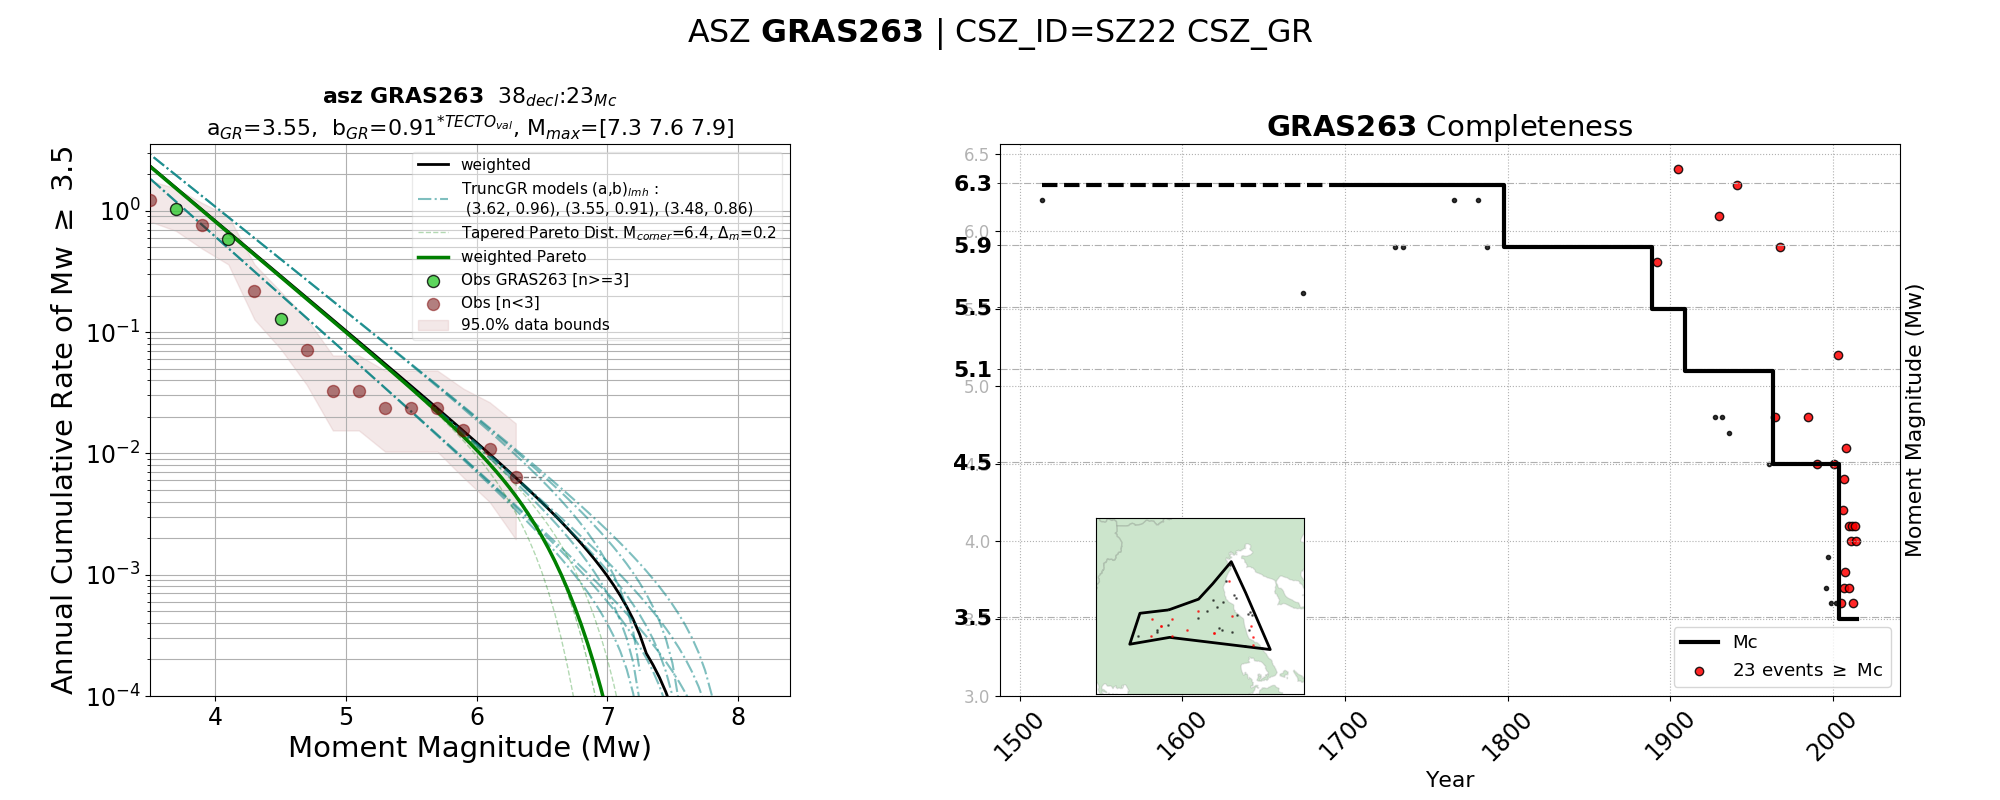 ASZ GRAS263 | CSZ_ID=SZ22 CSZ_GR
asz GRAS263 38decl:23Mc
aGR=3.55, bGR=0.91*TECTOval, Mmax=[7.3 7.6 7.9]
Annual Cumulative Rate of Mw ≥ 3.5
10^0
10^−1
10^−2
10^−3
10^−4
weighted
TruncGR models (a,b)lmh :
(3.62, 0.96), (3.55, 0.91), (3.48, 0.86)
Tapered Pareto Dist. Mcorner=6.4, Δm=0.2
weighted Pareto
Obs GRAS263 [n>=3]
Obs [n<3]
95.0% data bounds
4 5 6 7 8
Moment Magnitude (Mw)
GRAS263 Completeness
6.5
6.3
6.0
5.9
5.5
5.5
5.1
5.0
4.5
4.5
4.0
3.5
3.5
3.0
Mc
23 events ≥ Mc
1500 1600 1700 1800 1900 2000
Year
Moment Magnitude (Mw)